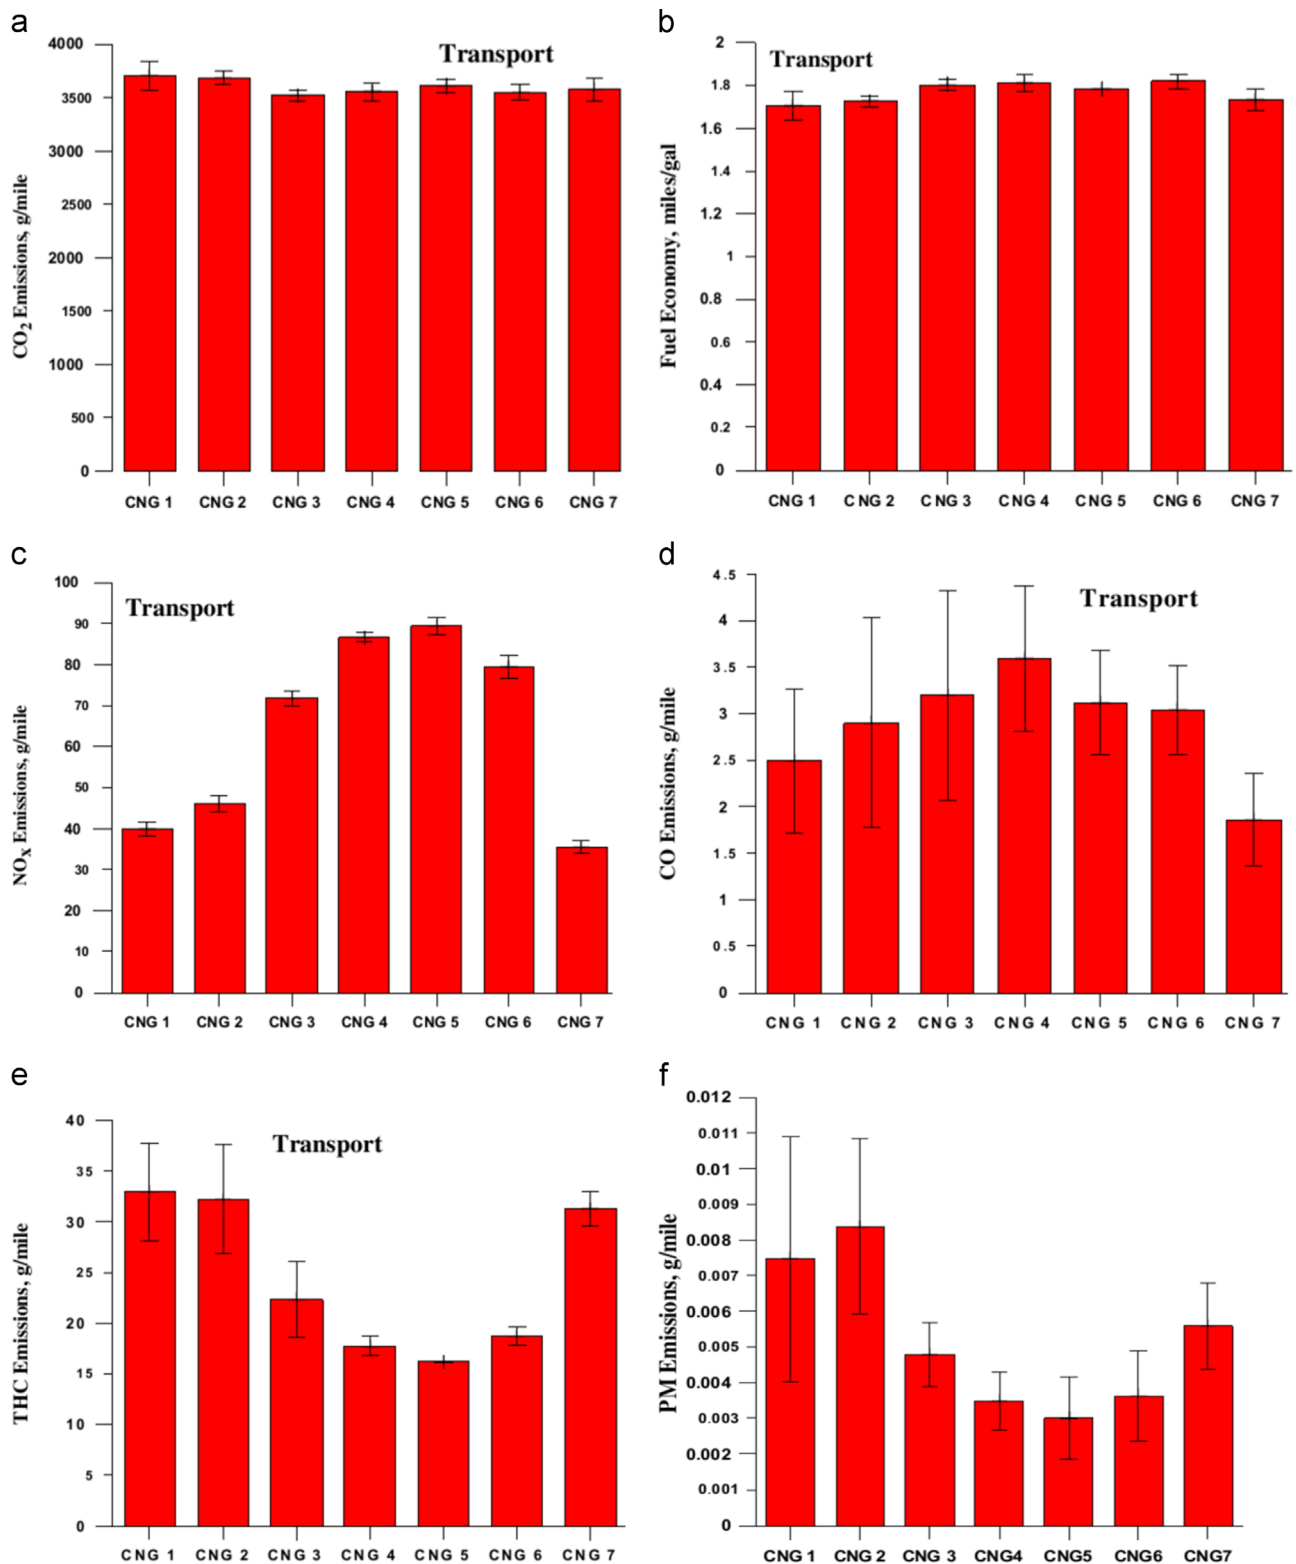 a
Transport
CO2 Emissions, g/mile
4000
3500
3000
2500
2000
1500
1000
500
0
CNG 1 CNG 2 CNG 3 CNG 4 CNG 5 CNG 6 CNG 7
b
Transport
Fuel Economy, miles/gal
2
1.8
1.6
1.4
1.2
1
0.8
0.6
0.4
0.2
0
CNG 1 CNG 2 CNG 3 CNG 4 CNG 5 CNG 6 CNG 7
c
Transport
NOX Emissions, g/mile
100
90
80
70
60
50
40
30
20
10
0
CNG 1 CNG 2 CNG 3 CNG 4 CNG 5 CNG 6 CNG 7
d
Transport
CO Emissions, g/mile
4.5
4
3.5
3
2.5
2
1.5
1
0.5
0
CNG 1 CNG 2 CNG 3 CNG 4 CNG 5 CNG 6 CNG 7
e
Transport
THC Emissions, g/mile
40
35
30
25
20
15
10
5
0
CNG 1 CNG 2 CNG 3 CNG 4 CNG 5 CNG 6 CNG 7
f
PM Emissions, g/mile
0.012
0.011
0.01
0.009
0.008
0.007
0.006
0.005
0.004
0.003
0.002
0.001
0
CNG 1 CNG 2 CNG 3 CNG4 CNG5 CNG6 CNG7